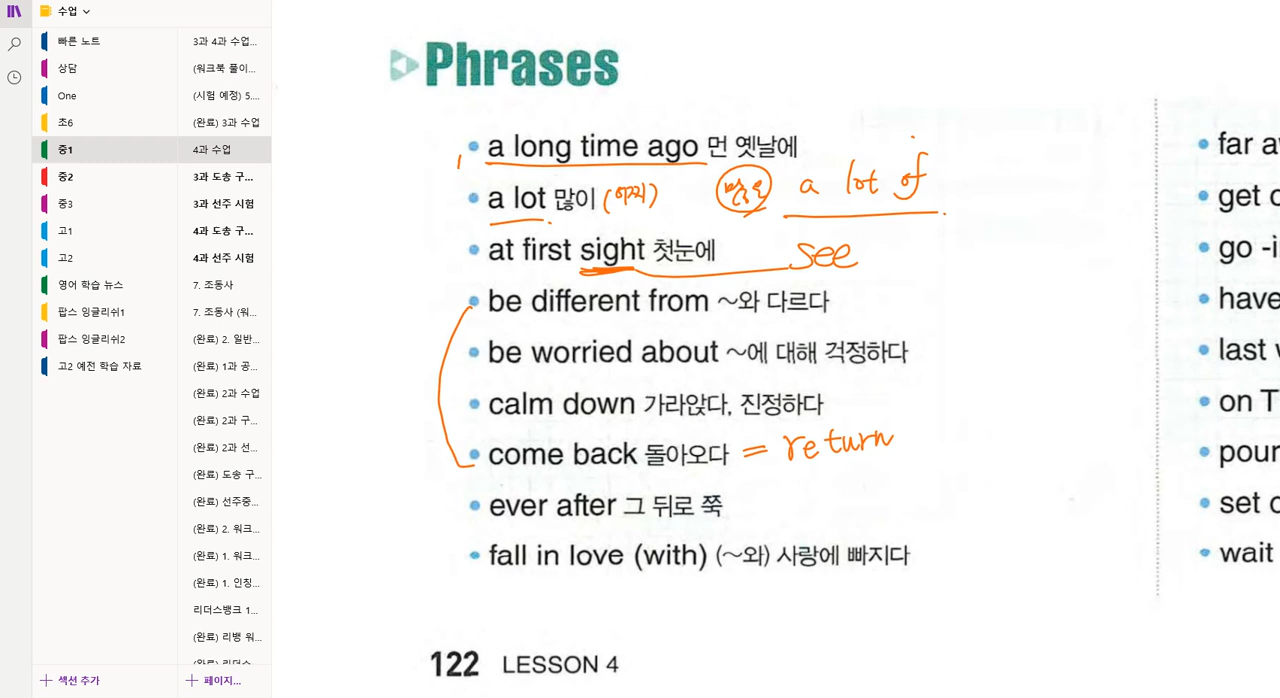 수업
빠른 노트
상담
One
초6
중1
중2
중3
고1
고2
영어 학습 뉴스
팝스 잉글리쉬1
팝스 잉글리쉬2
고2 예전 학습 자료
섹션 추가
3과 4과 수업...
(워크북 풀이...
(시험 예정) 5....
(완료) 3과 수업
4과 수업
3과 도송 구...
3과 선주 시험
4과 도송 구...
4과 선주 시험
7. 조동사
7. 조동사 (워...
(완료) 2. 일반...
(완료) 1과 공...
(완료) 2과 수업
(완료) 2과 구...
(완료) 2과 선...
(완료) 도송 구...
(완료) 선주중...
(완료) 2. 워크...
(완료) 1. 워크...
(완료) 1. 인칭...
리더스뱅크 1...
(완료) 리뱅 워...
(완료) 리더스
페이지...
Phrases
a long time ago 먼 옛날에
a lot 많이 (어찌) 많은 a lot of
at first sight 첫눈에 see
be different from ~와 다르다
be worried about ~에 대해 걱정하다
calm down 가라앉다, 진정하다
come back 돌아오다 = return
ever after 그 뒤로 쭉
fall in love (with) (~와) 사랑에 빠지다
122 LESSON 4
far a
get
go -i
have
last
on T
pour
set
wait